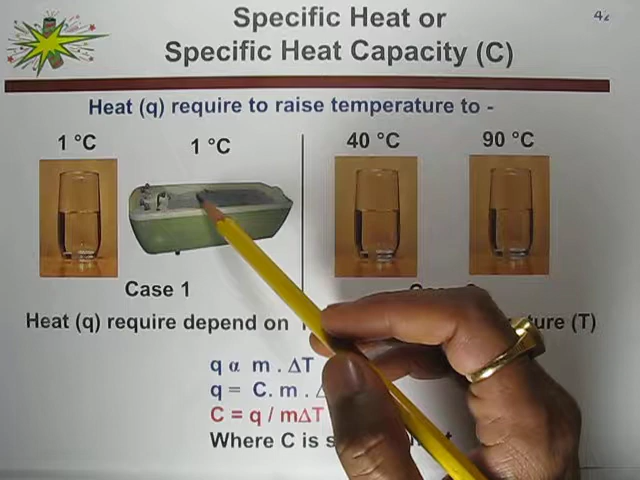 42
Specific Heat or
Specific Heat Capacity (C)
Heat (q) require to raise temperature to -
1 °C 1 °C 40 °C 90 °C
Case 1
Heat (q) require depend on (T)
q α m . ΔT
q = C. m .
C = q / mΔT
Where C is